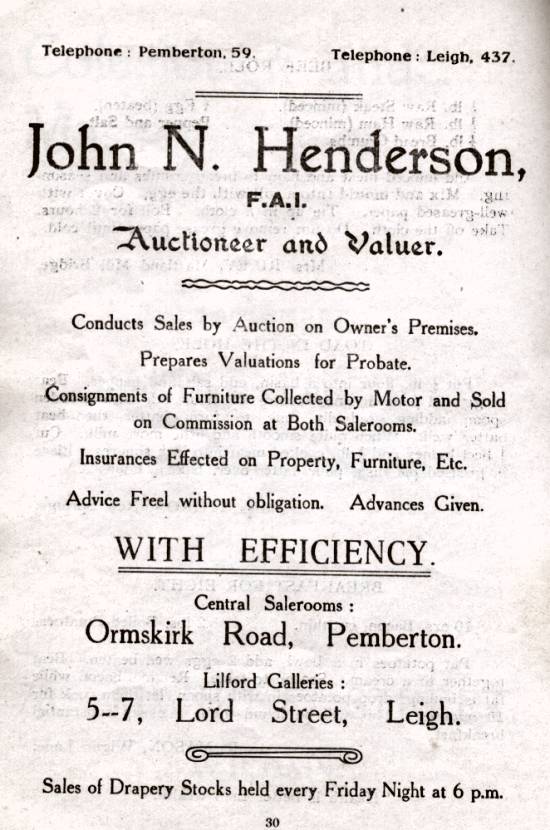 Telephone : Pemberton, 59. Telephone : Leigh, 437.
John N. Henderson,
F.A.I.
Auctioneer and Valuer.
Conducts Sales by Auction on Owner's Premises.
Prepares Valuations for Probate.
Consignments of Furniture Collected by Motor and Sold
on Commission at Both Salerooms.
Insurances Effected on Property, Furniture, Etc.
Advice Freel without obligation. Advances Given.
WITH EFFICIENCY.
Central Salerooms :
Ormskirk Road, Pemberton.
Lilford Galleries :
5--7, Lord Street, Leigh.
Sales of Drapery Stocks held every Friday Night at 6 p.m.
30